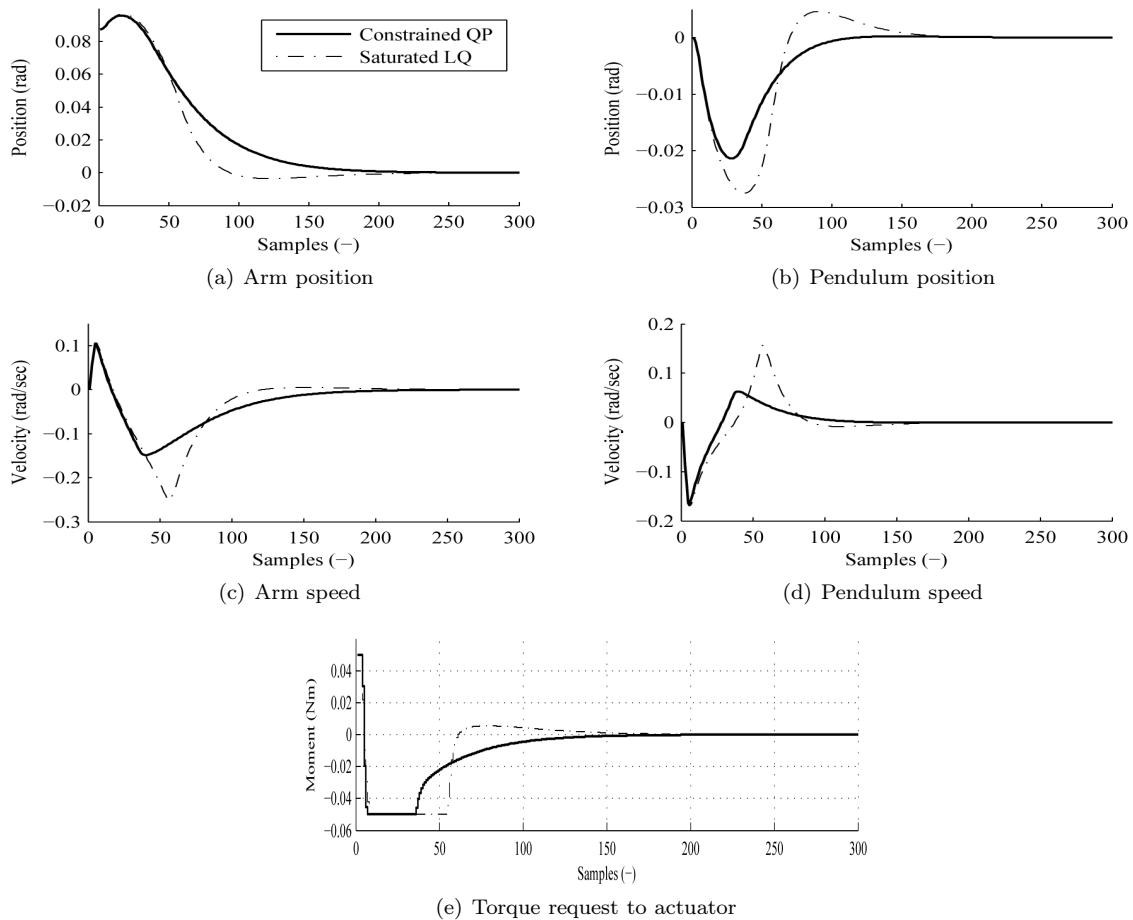 0.08
0.06
0.04
0.02
0
−0.02
Position (rad)
Constrained QP
Saturated LQ
0 50 100 150 200 250 300
Samples (−)
(a) Arm position
0
−0.01
−0.02
−0.03
Position (rad)
0 50 100 150 200 250 300
Samples (−)
(b) Pendulum position
0.1
0
−0.1
−0.2
−0.3
Velocity (rad/sec)
0 50 100 150 200 250 300
Samples (−)
(c) Arm speed
0.2
0.1
0
−0.1
−0.2
Velocity (rad/sec)
0 50 100 150 200 250 300
Samples (−)
(d) Pendulum speed
0.04
0.02
0
−0.02
−0.04
−0.06
Moment (Nm)
0 50 100 150 200 250 300
Samples (−)
(e) Torque request to actuator